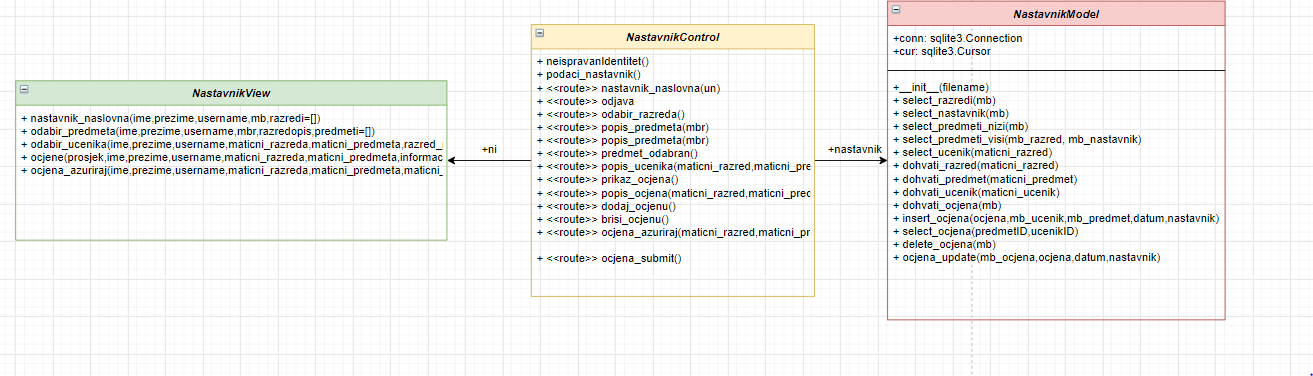 NastavnikView
+ nastavnik_naslovna(ime,prezime,username,mb,razredi=[])
+ odabir_predmeta(ime,prezime,username,mbr,razredopis,predmeti=[])
+ odabir_ucenika(ime,prezime,username,maticni_razreda,maticni_predmeta,razred_
+ ocjene(prosjek,ime,prezime,username,maticni_razreda,maticni_predmeta,informac
+ ocjena_azuriraj(ime,prezime,username,maticni_razreda,maticni_predmeta,maticni_
+ni
NastavnikControl
+ neispravanIdentitet()
+ podaci_nastavnik()
+ <<route>> nastavnik_naslovna(un)
+ <<route>> odjava
+ <<route>> odabir_razreda()
+ <<route>> popis_predmeta(mbr)
+ <<route>> popis_predmeta(mbr)
+ <<route>> predmet_odabran()
+ <<route>> popis_ucenika(maticni_razred,maticni_pre
+ <<route>> prikaz_ocjena()
+ <<route>> popis_ocjena(maticni_razred,maticni_pred
+ <<route>> dodaj_ocjenu()
+ <<route>> brisi_ocjenu()
+ <<route>> ocjena_azuriraj(maticni_razred,maticni_pr
+ <<route>> ocjena_submit()
+nastavnik
NastavnikModel
+conn: sqlite3.Connection
+cur: sqlite3.Cursor
+__init__(filename)
+ select_razredi(mb)
+ select_nastavnik(mb)
+ select_predmeti_nizi(mb)
+ select_predmeti_visi(mb_razred, mb_nastavnik)
+ select_ucenik(maticni_razred)
+ dohvati_razred(maticni_razred)
+ dohvati_predmet(maticni_predmet)
+ dohvati_ucenik(maticni_ucenik)
+ dohvati_ocjena(mb)
+ insert_ocjena(ocjena,mb_ucenik,mb_predmet,datum,nastavnik)
+ select_ocjena(predmetID,ucenikID)
+ delete_ocjena(mb)
+ ocjena_update(mb_ocjena,ocjena,datum,nastavnik)